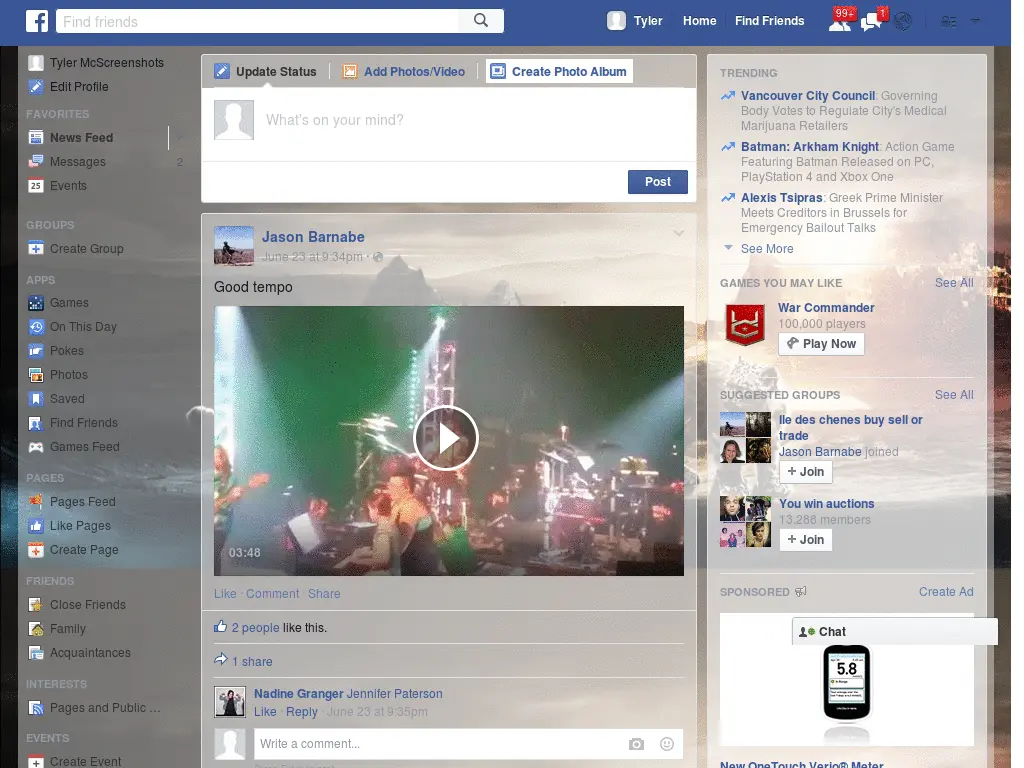 Find friends
Tyler
Home
Find Friends
99+
1
Tyler McScreenshots
Edit Profile
FAVORITES
News Feed
Messages
2
25
Events
GROUPS
Create Group
APPS
Games
On This Day
Pokes
Photos
Saved
Find Friends
Games Feed
PAGES
Pages Feed
Like Pages
Create Page
FRIENDS
Close Friends
Family
Acquaintances
INTERESTS
Pages and Public ...
EVENTS
Create Event
Update Status
Add Photos/Video
Create Photo Album
What's on your mind?
Post
Jason Barnabe
June 23 at 9:34pm ·
Good tempo
03:48
Like · Comment · Share
2 people like this.
1 share
Nadine Granger Jennifer Paterson
Like · Reply · June 23 at 9:35pm
Write a comment...
TRENDING
Vancouver City Council: Governing
Body Votes to Regulate City's Medical
Marijuana Retailers
Batman: Arkham Knight: Action Game
Featuring Batman Released on PC,
PlayStation 4 and Xbox One
Alexis Tsipras: Greek Prime Minister
Meets Creditors in Brussels for
Emergency Bailout Talks
See More
GAMES YOU MAY LIKE
See All
War Commander
100,000 players
Play Now
SUGGESTED GROUPS
See All
Ile des chenes buy sell or
trade
Jason Barnabe joined
+ Join
You win auctions
13,288 members
+ Join
SPONSORED
Create Ad
Chat
5.8
New OneTouch Verio® Meter